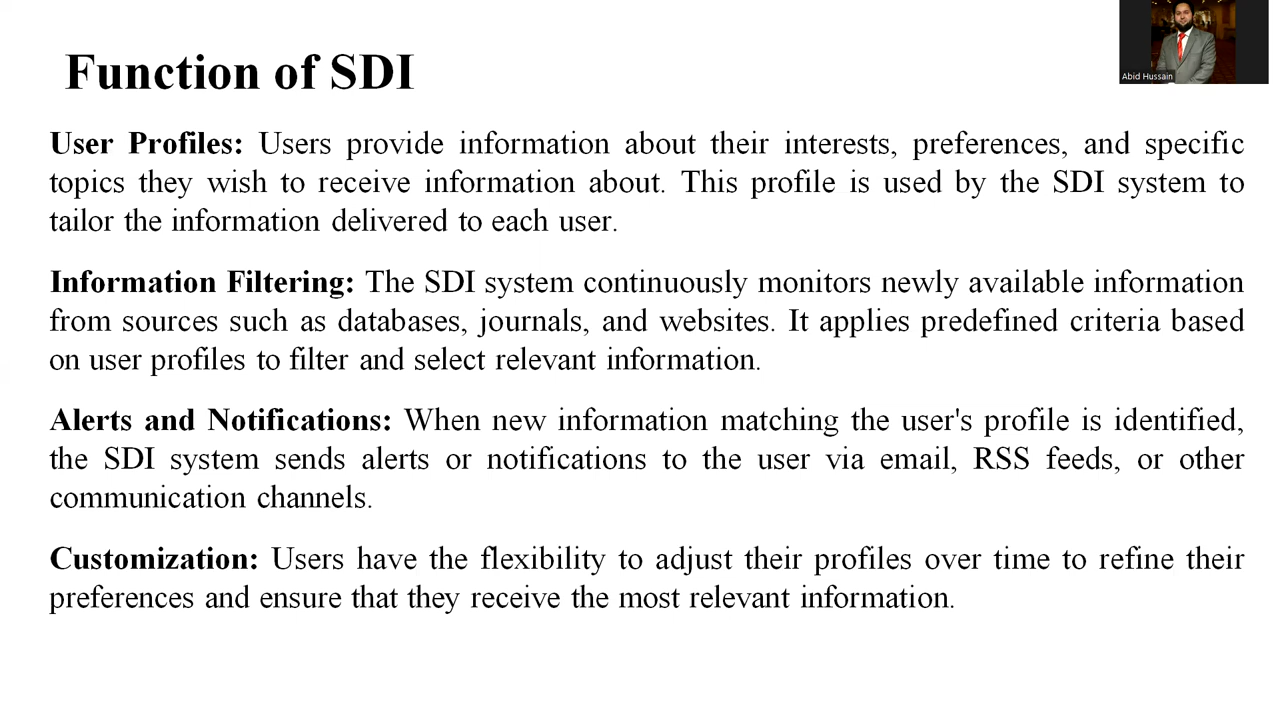 Function of SDI
Abid Hussain
User Profiles: Users provide information about their interests, preferences, and specific
topics they wish to receive information about. This profile is used by the SDI system to
tailor the information delivered to each user.
Information Filtering: The SDI system continuously monitors newly available information
from sources such as databases, journals, and websites. It applies predefined criteria based
on user profiles to filter and select relevant information.
Alerts and Notifications: When new information matching the user's profile is identified,
the SDI system sends alerts or notifications to the user via email, RSS feeds, or other
communication channels.
Customization: Users have the flexibility to adjust their profiles over time to refine their
preferences and ensure that they receive the most relevant information.